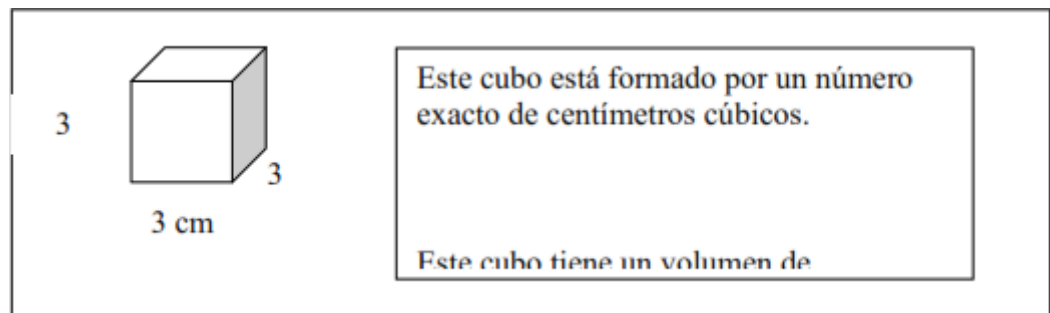 Este cubo está formado por un número
exacto de centímetros cúbicos.
3
3
3 cm
Este cubo tiene un volumen de